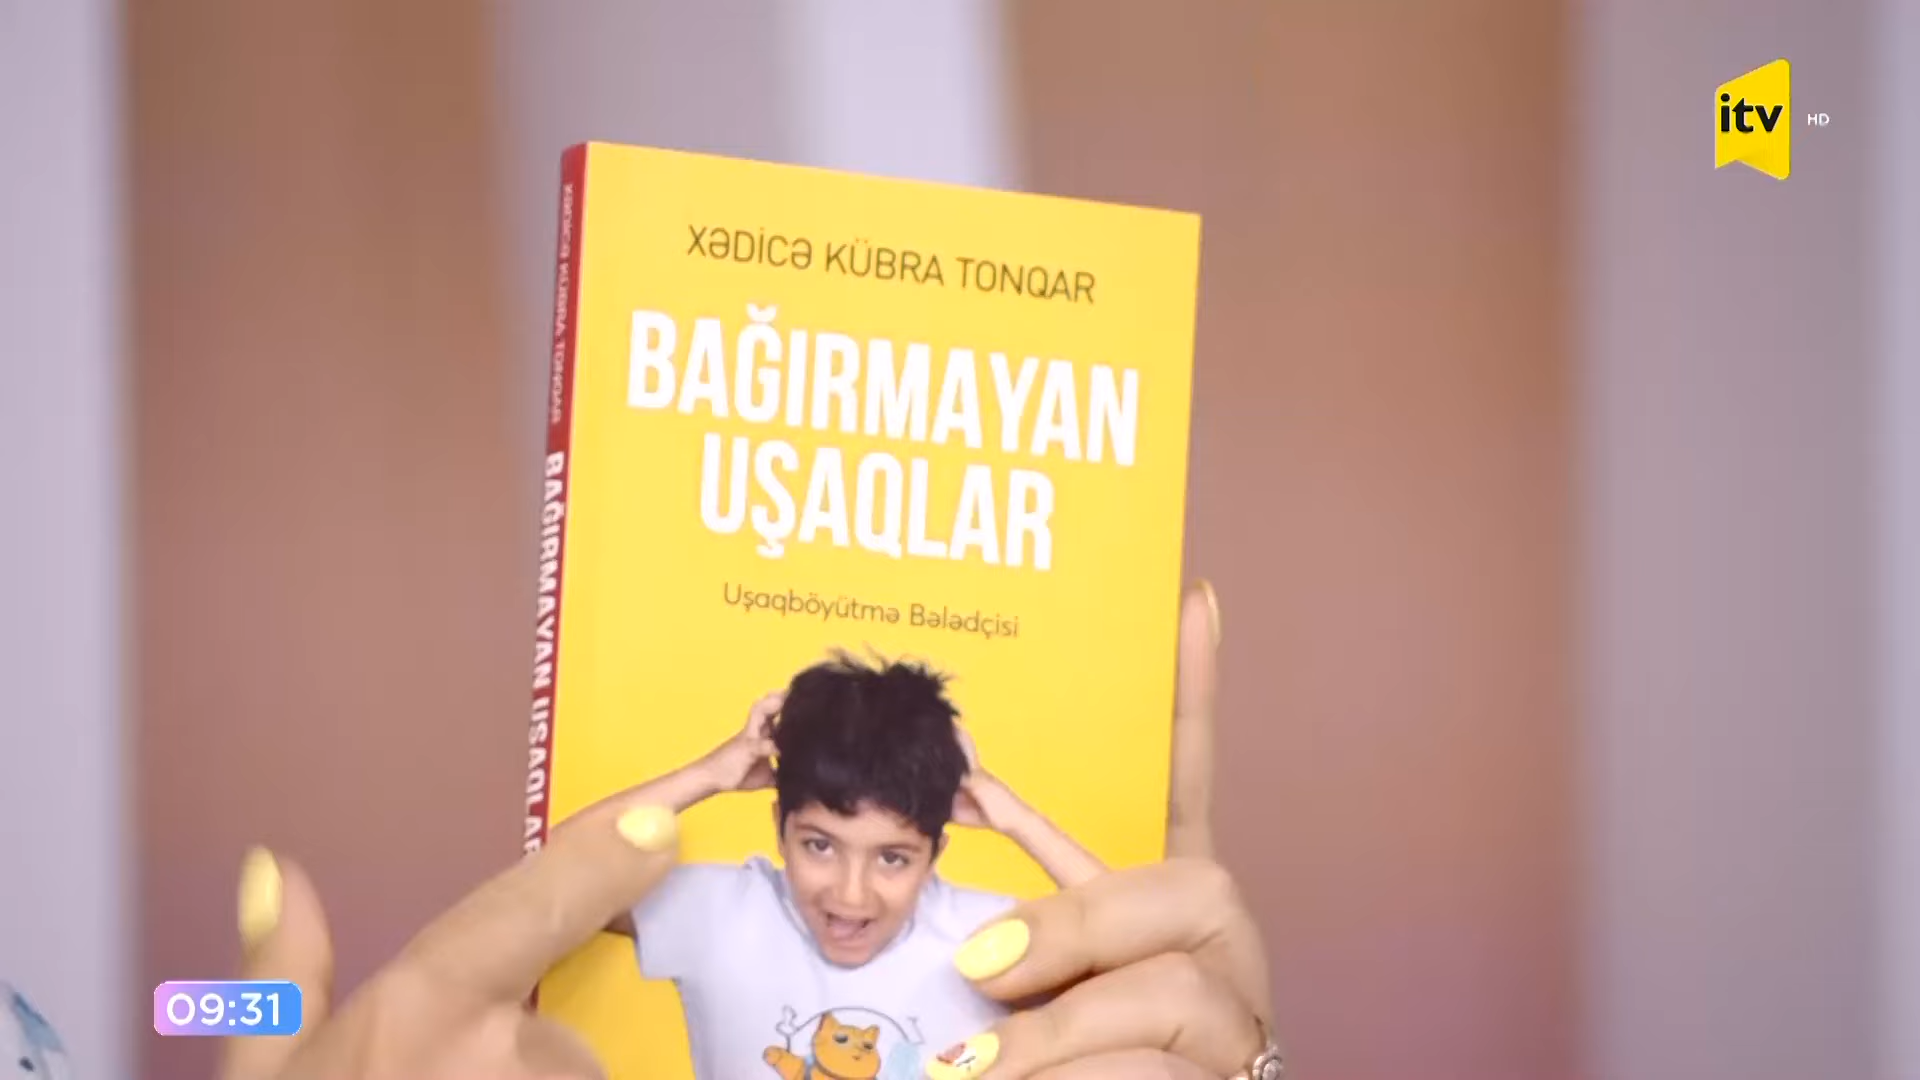 itv HD
XƏDİCƏ KÜBRA TONQAR
BAĞIRMAYAN
UŞAQLAR
Uşaqböyütmə Bələdçisi
XƏDİCƏ KÜBRA TONQAR BAĞIRMAYAN UŞAQLAR
09:31